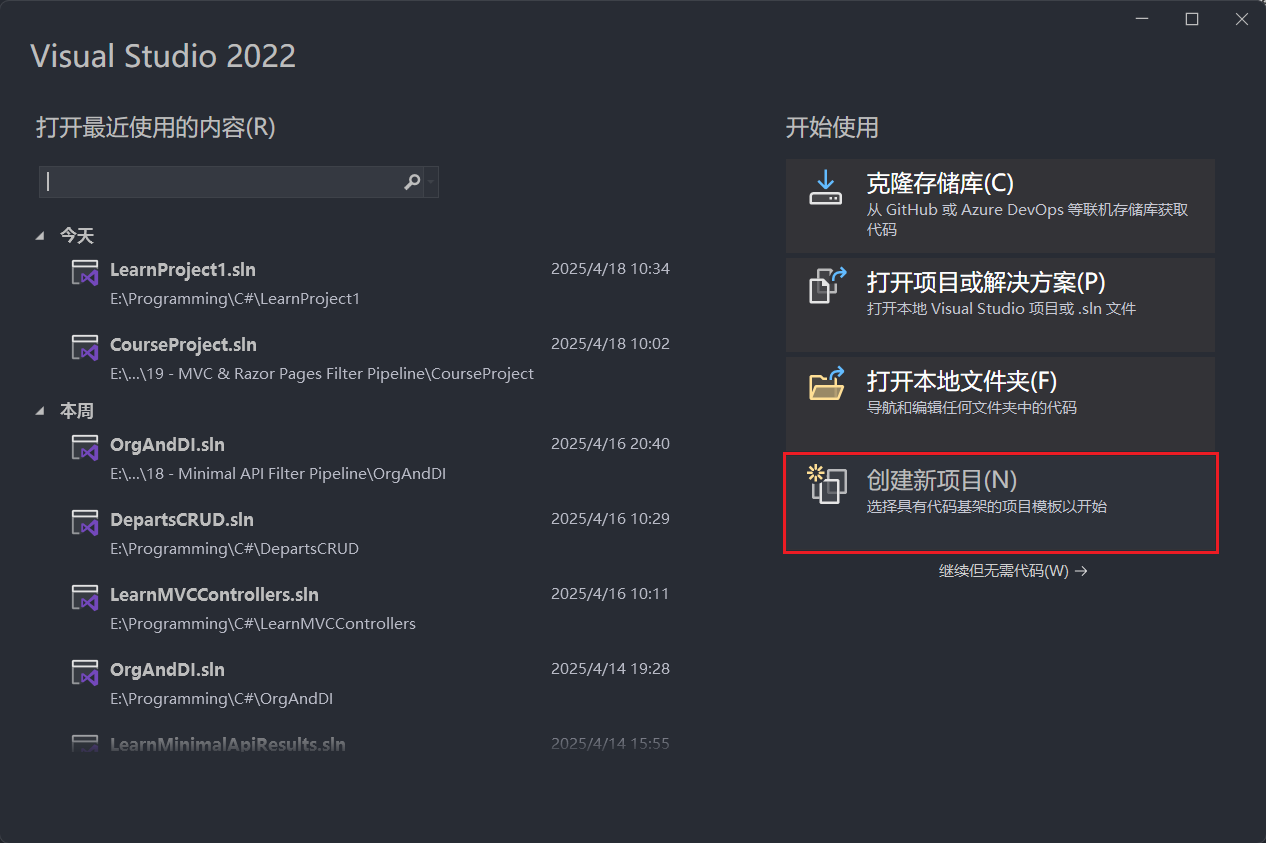 Visual Studio 2022
打开最近使用的内容(R)
今天
LearnProject1.sln
2025/4/18 10:34
E:\Programming\C#\LearnProject1
CourseProject.sln
2025/4/18 10:02
E:\...\19 - MVC & Razor Pages Filter Pipeline\CourseProject
本周
OrgAndDI.sln
2025/4/16 20:40
E:\...\18 - Minimal API Filter Pipeline\OrgAndDI
DepartsCRUD.sln
2025/4/16 10:29
E:\Programming\C#\DepartsCRUD
LearnMVCControllers.sln
2025/4/16 10:11
E:\Programming\C#\LearnMVCControllers
OrgAndDI.sln
2025/4/14 19:28
E:\Programming\C#\OrgAndDI
LearnMinimalApiResults.sln
2025/4/14 15:55
开始使用
克隆存储库(C)
从 GitHub 或 Azure DevOps 等联机存储库获取
代码
打开项目或解决方案(P)
打开本地 Visual Studio 项目或 .sln 文件
打开本地文件夹(F)
导航和编辑任何文件夹中的代码
创建新项目(N)
选择具有代码基架的项目模板以开始
继续但无需代码(W) →